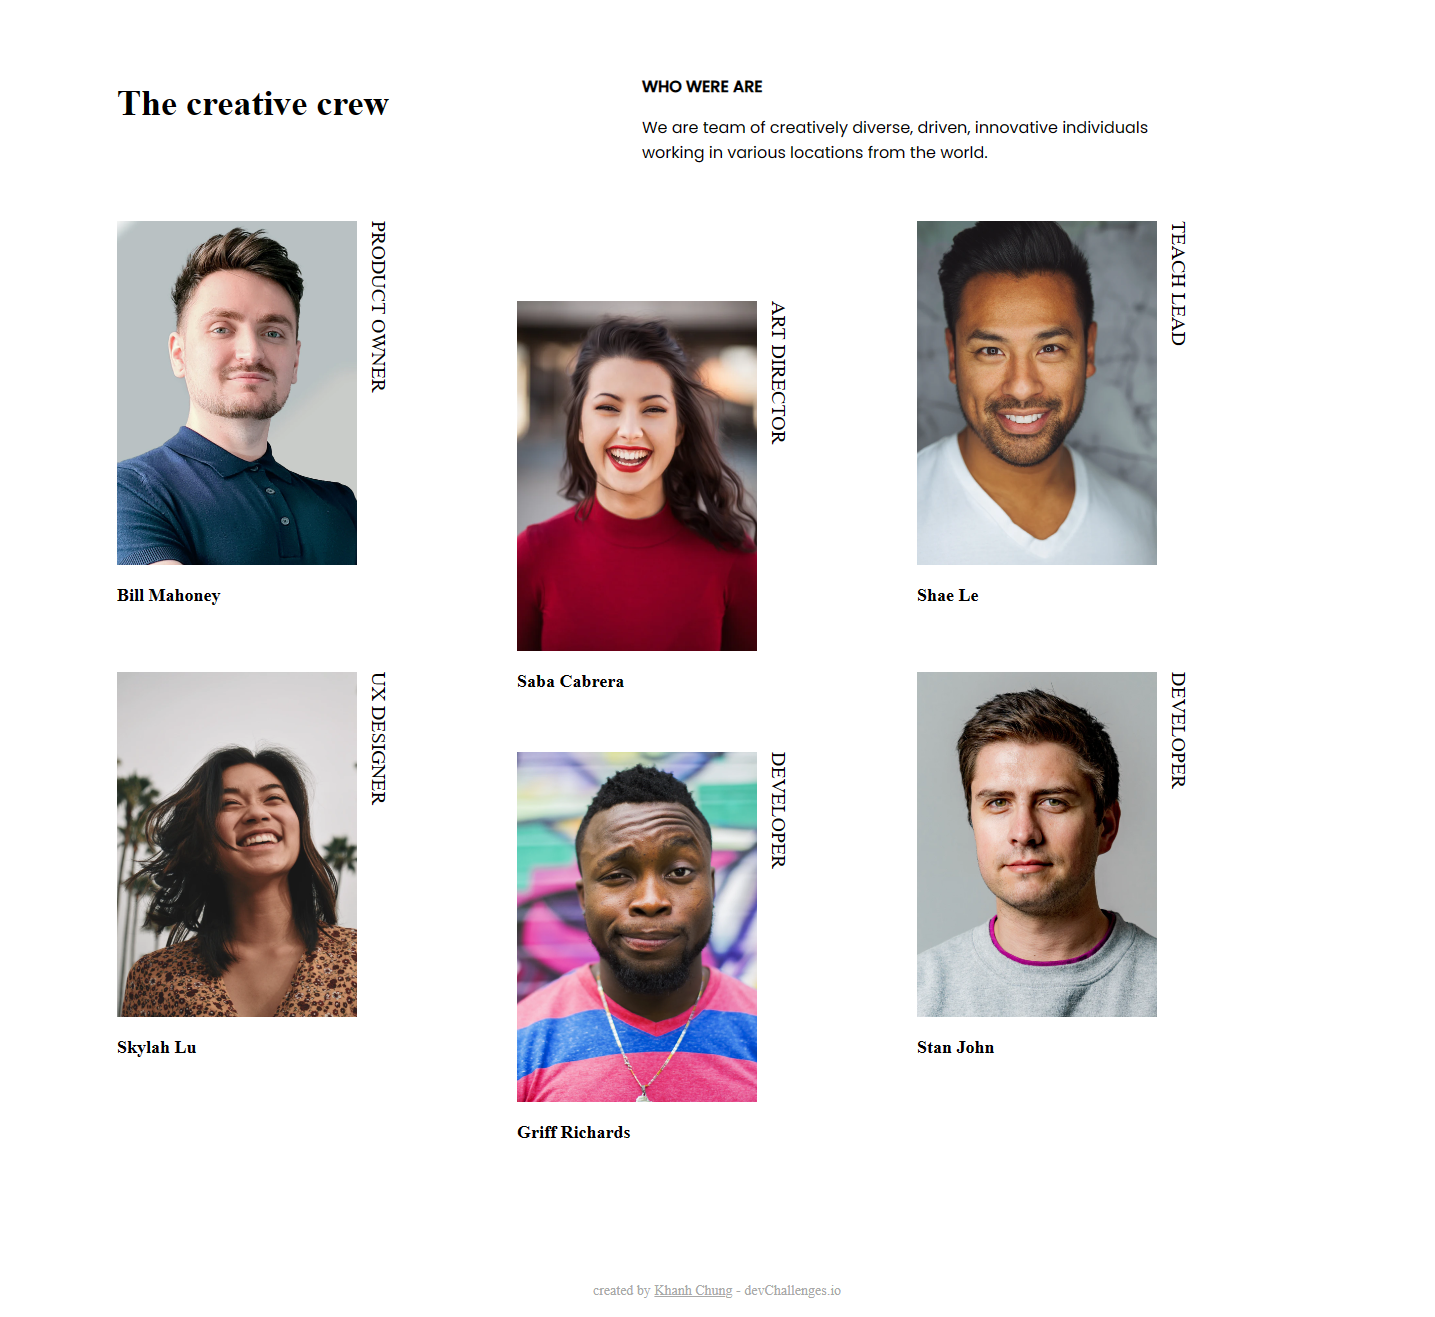 The creative crew
WHO WERE ARE
We are team of creatively diverse, driven, innovative individuals
working in various locations from the world.
PRODUCT OWNER
Bill Mahoney
ART DIRECTOR
Saba Cabrera
TEACH LEAD
Shae Le
UX DESIGNER
Skylah Lu
DEVELOPER
Griff Richards
DEVELOPER
Stan John
created by Khanh Chung - devChallenges.io